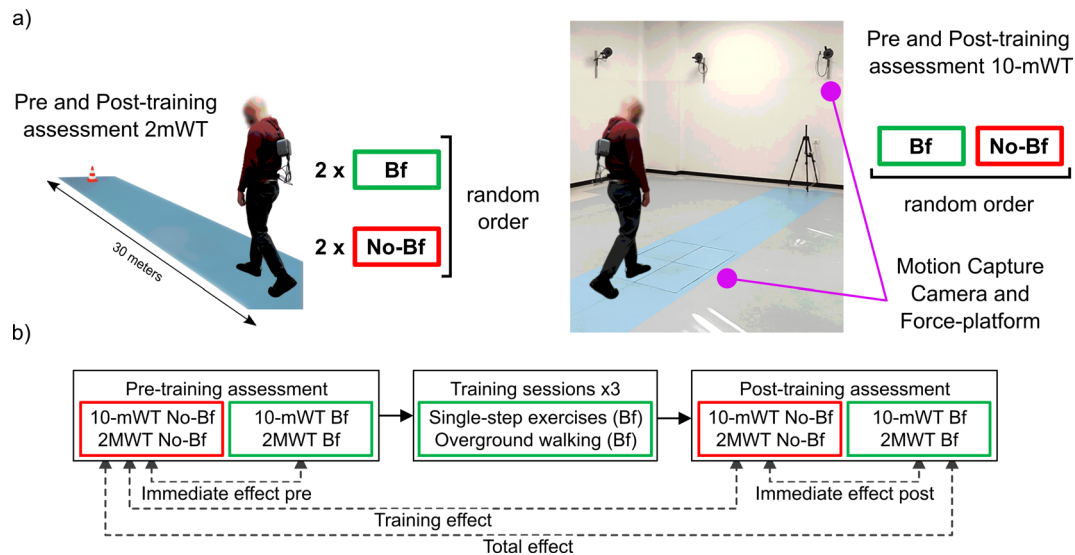 a)
Pre and Post-training
assessment 2mWT
30 meters
2 x Bf
2 x No-Bf
random
order
Pre and Post-training
assessment 10-mWT
Bf No-Bf
random order
Motion Capture
Camera and
Force-platform
b)
Pre-training assessment
10-mWT No-Bf
2MWT No-Bf
10-mWT Bf
2MWT Bf
Training sessions x3
Single-step exercises (Bf)
Overground walking (Bf)
Post-training assessment
10-mWT No-Bf
2MWT No-Bf
10-mWT Bf
2MWT Bf
Immediate effect pre
Immediate effect post
Training effect
Total effect